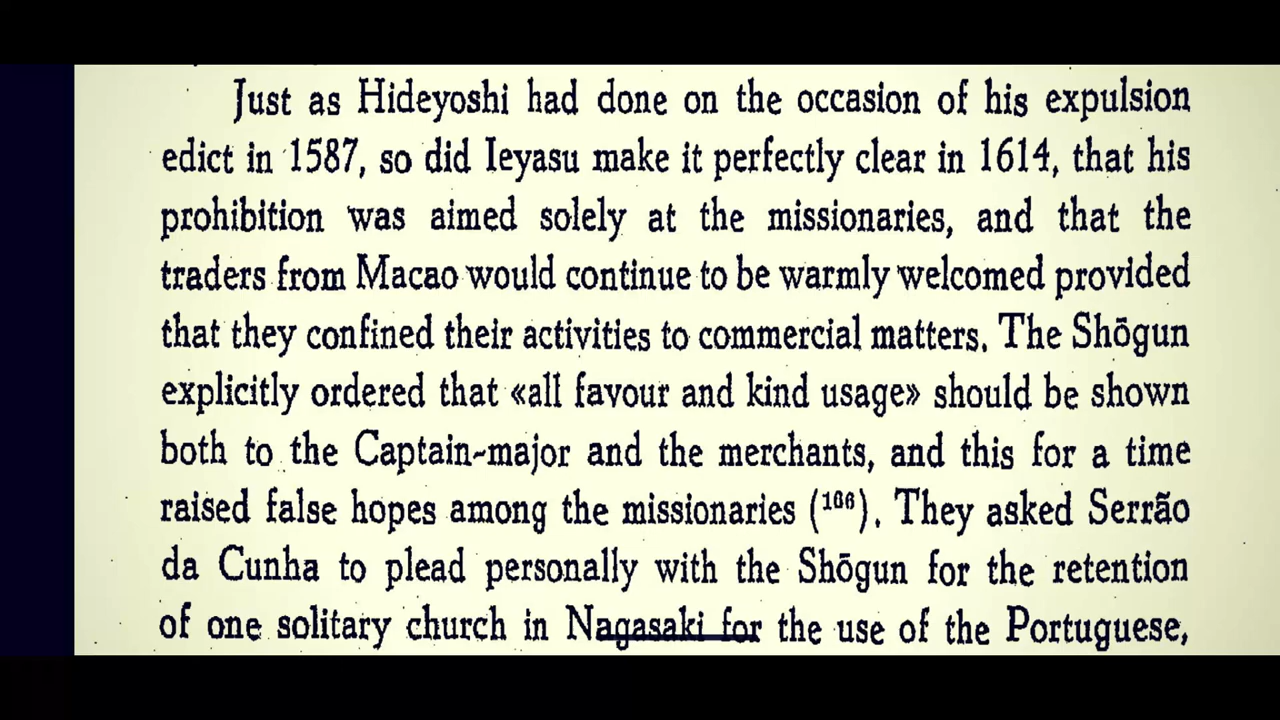 Just as Hideyoshi had done on the occasion of his expulsion
edict in 1587, so did Ieyasu make it perfectly clear in 1614, that his
prohibition was aimed solely at the missionaries, and that the
traders from Macao would continue to be warmly welcomed provided
that they confined their activities to commercial matters. The Shōgun
explicitly ordered that «all favour and kind usage» should be shown
both to the Captain-major and the merchants, and this for a time
raised false hopes among the missionaries (¹⁶⁶). They asked Serrão
da Cunha to plead personally with the Shōgun for the retention
of one solitary church in Nagasaki for the use of the Portuguese,